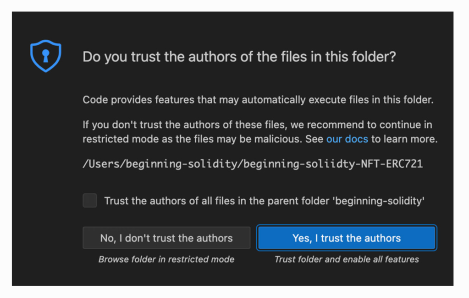 Do you trust the authors of the files in this folder?
Code provides features that may automatically execute files in this folder.
If you don't trust the authors of these files, we recommend to continue in
restricted mode as the files may be malicious. See our docs to learn more.
/Users/beginning-solidity/beginning-soliidty-NFT-ERC721
Trust the authors of all files in the parent folder 'beginning-solidity'
No, I don't trust the authors
Yes, I trust the authors
Browse folder in restricted mode
Trust folder and enable all features